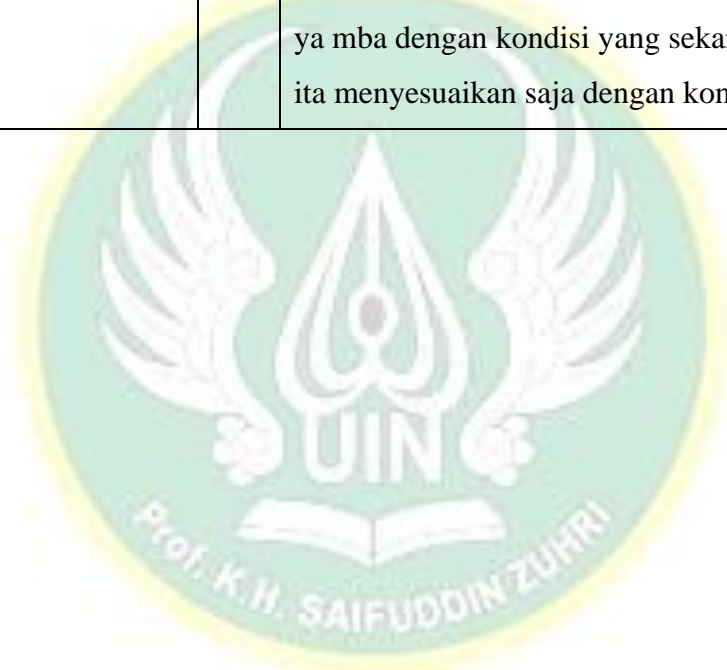 ya mba dengan kondisi yang seka
ita menyesuaikan saja dengan kon
UIN
Prof. K.H. SAIFUDDIN ZUHRI